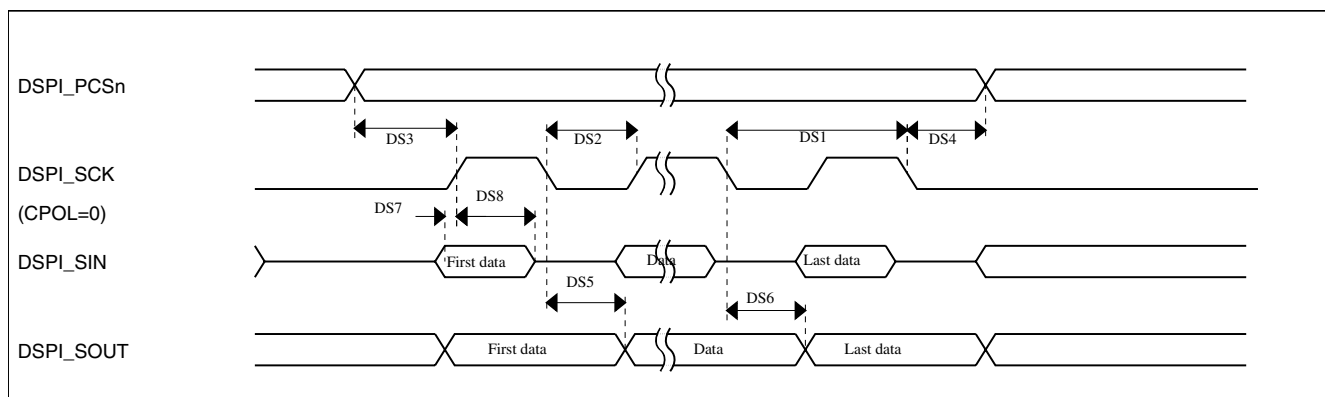 DSPI_PCSn
DS3
DS2
DS1
DS4
DSPI_SCK
(CPOL=0)
DS7
DS8
DSPI_SIN
First data
Data
Last data
DS5
DS6
DSPI_SOUT
First data
Data
Last data